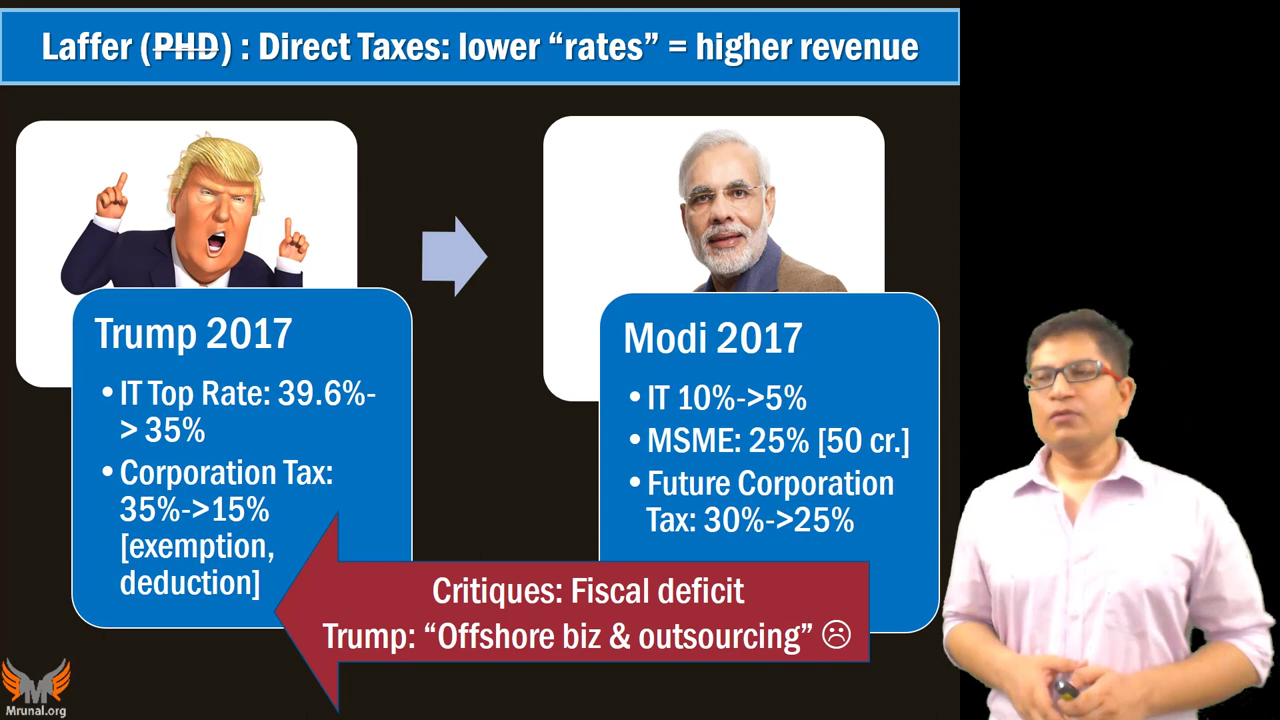 Laffer (PHD) : Direct Taxes: lower “rates” = higher revenue
Trump 2017
• IT Top Rate: 39.6%-
> 35%
• Corporation Tax:
35%->15%
[exemption,
deduction]
Modi 2017
• IT 10%->5%
• MSME: 25% [50 cr.]
• Future Corporation
Tax: 30%->25%
Critiques: Fiscal deficit
Trump: “Offshore biz & outsourcing” ☹
M
Mrunal.org